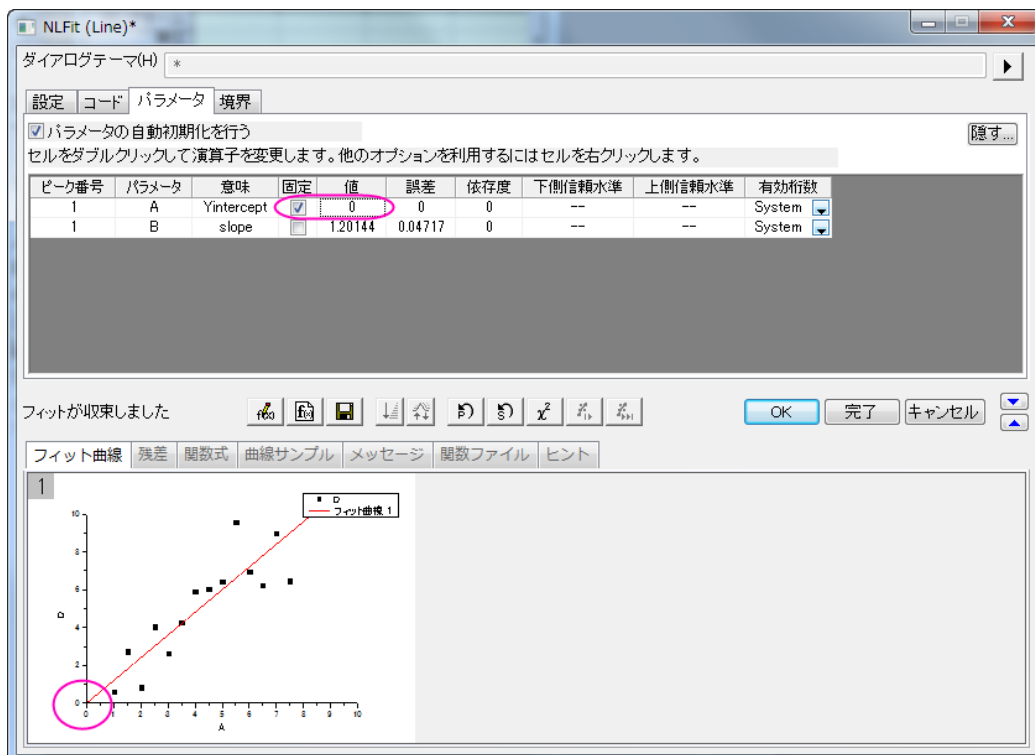 NLFit (Line)*
ダイアログテーマ(H) *
設定 コード パラメータ 境界
パラメータの自動初期化を行う 隠す...
セルをダブルクリックして演算子を変更します。他のオプションを利用するにはセルを右クリックします。
ピーク番号 パラメータ 意味 固定 値 誤差 依存度 下側信頼水準 上側信頼水準 有効桁数
1 A Yintercept 0 0 0 -- -- System
1 B slope 1.20144 0.04717 0 -- -- System
フィットが収束しました OK 完了 キャンセル
フィット曲線 残差 関数式 曲線サンプル メッセージ 関数ファイル ヒント
1
D
フィット曲線 1
10
8
6
D
4
2
0
0 1 2 3 4 5 6 7 8 9 10
A